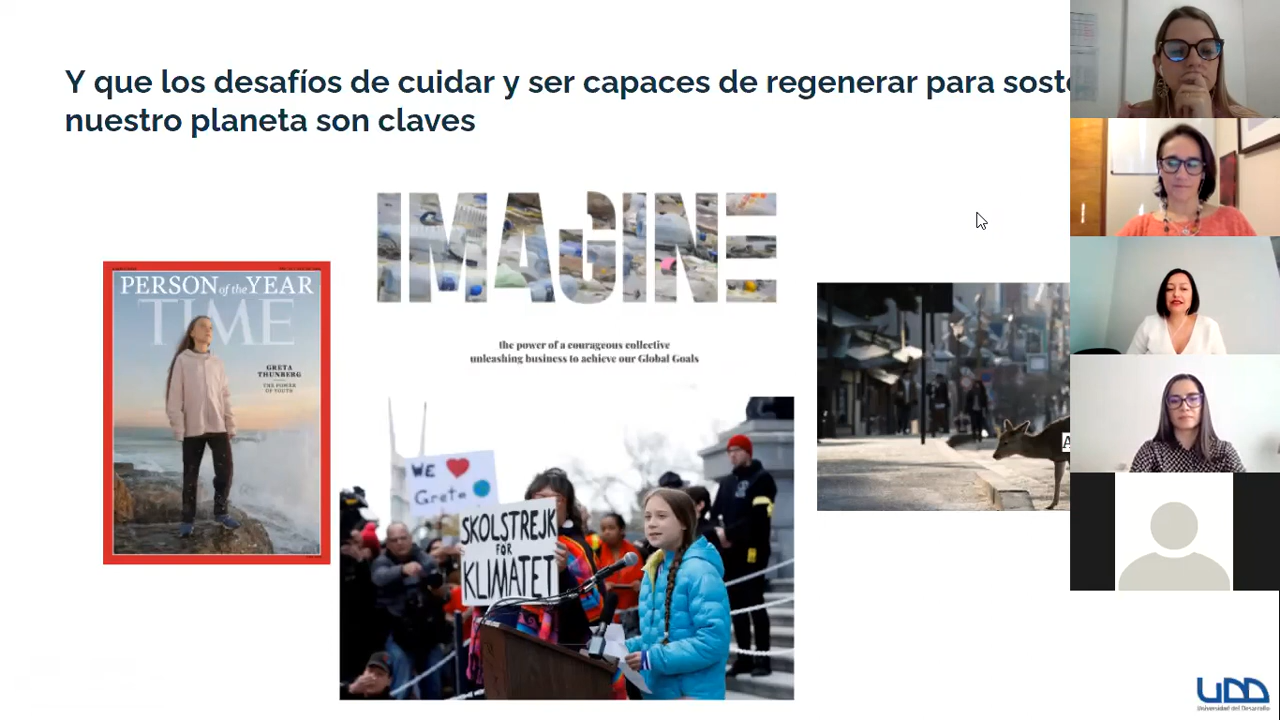 Y que los desafíos de cuidar y ser capaces de regenerar para soste
nuestro planeta son claves
IMAGINE
the power of a courageous collective
unleashing business to achieve our Global Goals
PERSON of the YEAR
TIME
GRETA
THUNBERG
THE POWER
OF YOUTH
WE
Greta
SKOLSTREJK
FÖR
KLIMATET
A
UDD
Universidad del Desarrollo